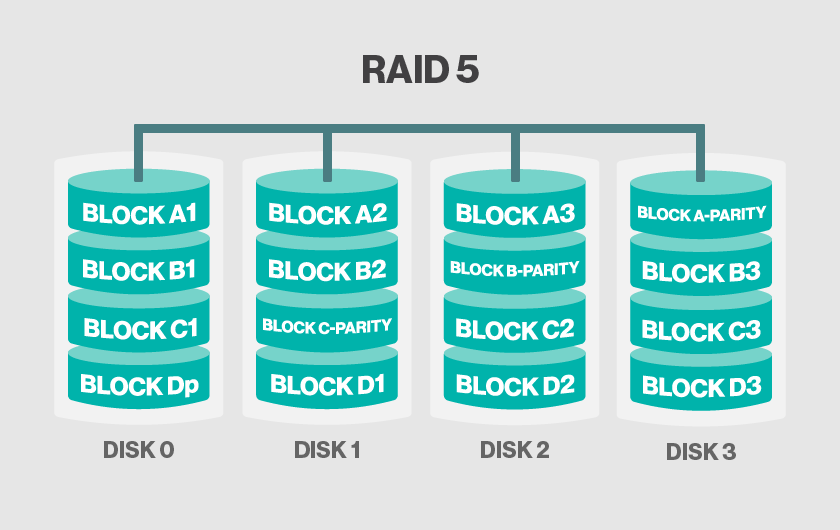 RAID 5
BLOCK A1
BLOCK A2
BLOCK A3
BLOCK A-PARITY
BLOCK B1
BLOCK B2
BLOCK B-PARITY
BLOCK B3
BLOCK C1
BLOCK C-PARITY
BLOCK C2
BLOCK C3
BLOCK Dp
BLOCK D1
BLOCK D2
BLOCK D3
DISK 0
DISK 1
DISK 2
DISK 3